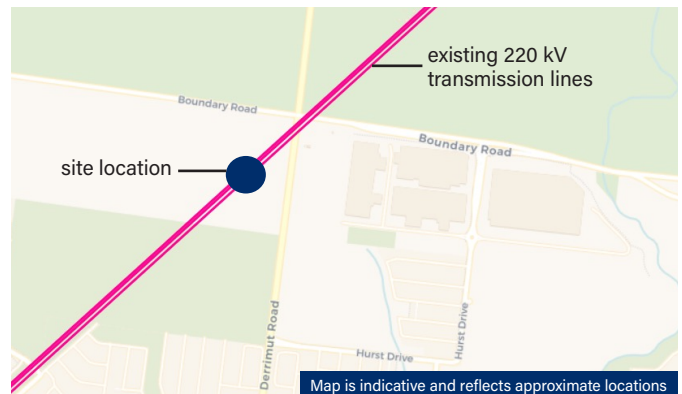 existing 220 kV
transmission lines
Boundary Road
Boundary Road
site location
Derrimut Road
Hurst Drive
Hurst Drive
Map is indicative and reflects approximate locations